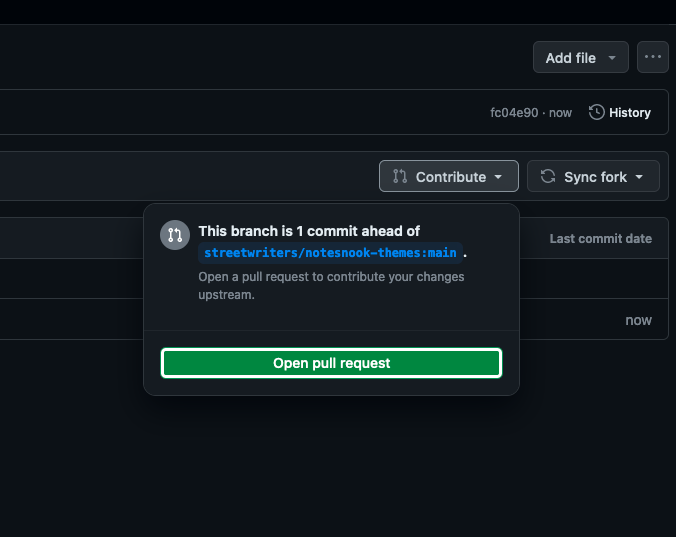 Add file
fc04e90 · now History
Contribute Sync fork
This branch is 1 commit ahead of
streetwriters/notesnook-themes:main .
Open a pull request to contribute your changes
upstream.
Last commit date
now
Open pull request